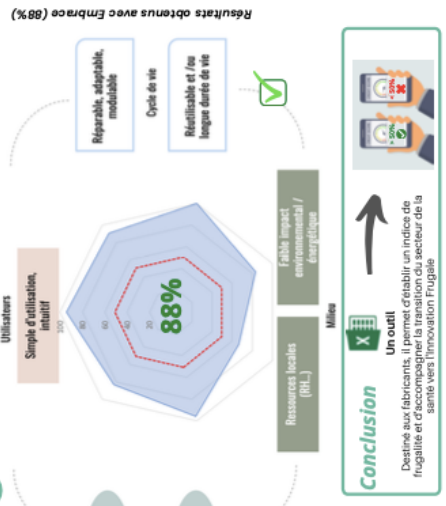 Résultats obtenus avec Embrace (88%)
Utilisateurs
Simple d'utilisation,
intuitif
100
80
60
40
20
88%
Réparable, adaptable,
modulable
Cycle de vie
Réutilisable et /ou
longue durée de vie
Faible impact
environnemental /
énergétique
Milieu
Ressources locales
(RH...)
Conclusion
Un outil
Destiné aux fabricants, il permet d'établir un indice de
frugalité et d'accompagner la transition du secteur de la
santé vers l'Innovation Frugale
> 50%
< 50%